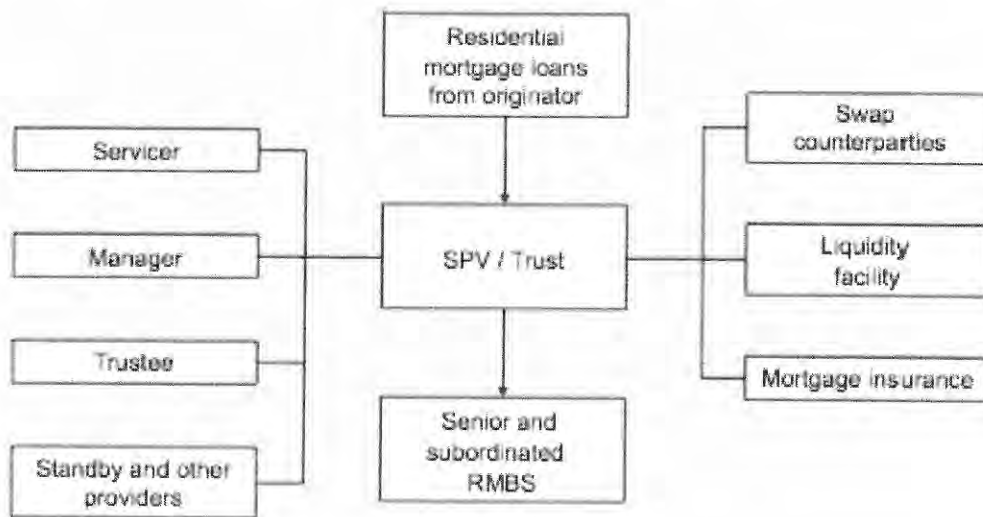 Residential
mortgage loans
from originator
Servicer
Manager
Trustee
Standby and other
providers
SPV / Trust
Senior and
subordinated
RMBS
Swap
counterparties
Liquidity
facility
Mortgage insurance